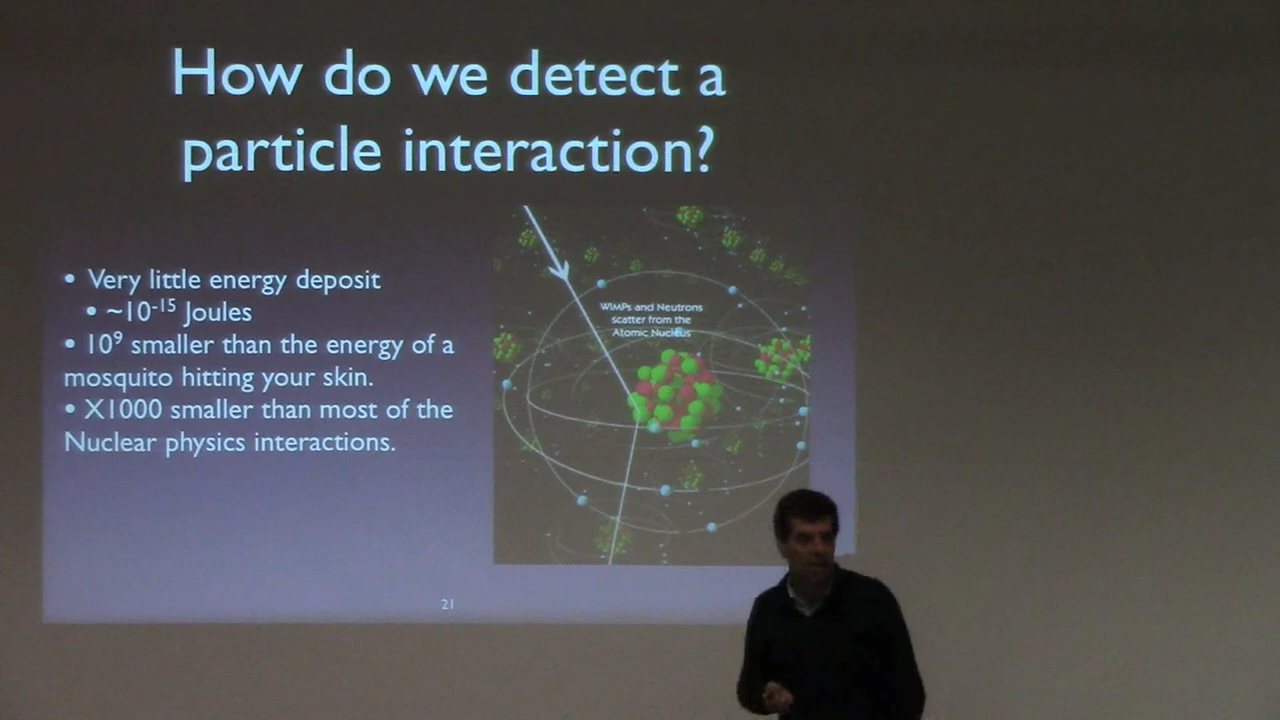 How do we detect a
particle interaction?
• Very little energy deposit
• ~10⁻¹⁵ Joules
• 10⁹ smaller than the energy of a
mosquito hitting your skin.
• X1000 smaller than most of the
Nuclear physics interactions.
WIMPs and Neutrons
scatter from the
Atomic Nucleus
21